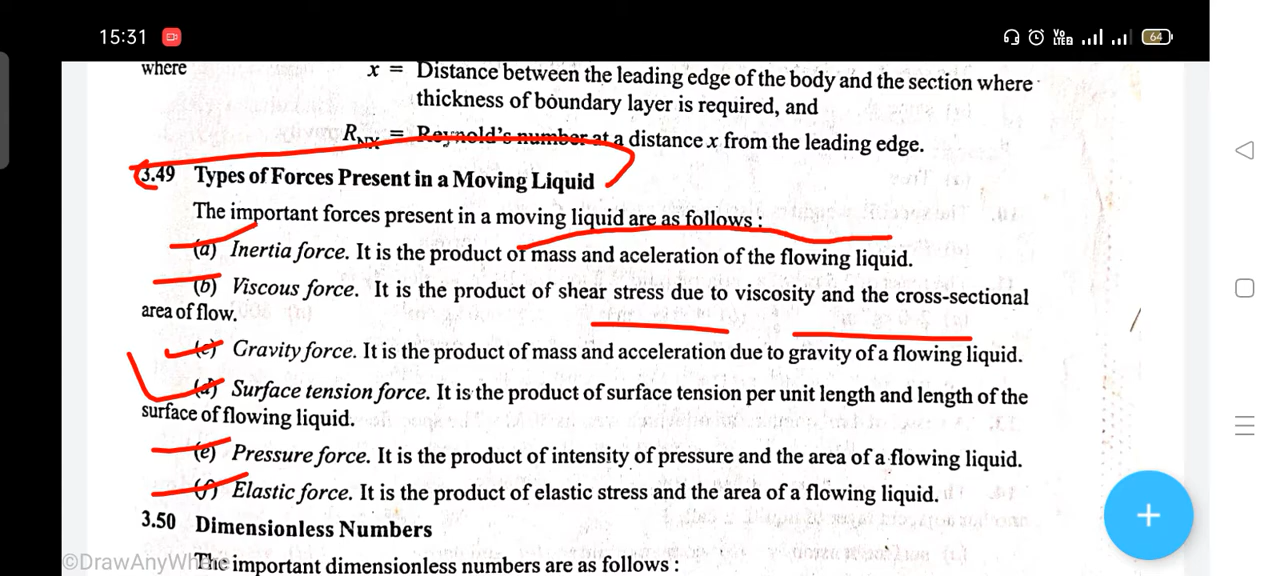 15:31
Vo
LTE2
64
where x = Distance between the leading edge of the body and the section where
thickness of boundary layer is required, and
R_NX = Reynold's number at a distance x from the leading edge.
3.49 Types of Forces Present in a Moving Liquid
The important forces present in a moving liquid are as follows :
(a) Inertia force. It is the product of mass and aceleration of the flowing liquid.
(b) Viscous force. It is the product of shear stress due to viscosity and the cross-sectional
area of flow.
(c) Gravity force. It is the product of mass and acceleration due to gravity of a flowing liquid.
(d) Surface tension force. It is the product of surface tension per unit length and length of the
surface of flowing liquid.
(e) Pressure force. It is the product of intensity of pressure and the area of a flowing liquid.
(f) Elastic force. It is the product of elastic stress and the area of a flowing liquid.
3.50 Dimensionless Numbers
The important dimensionless numbers are as follows :
©DrawAnyWhere